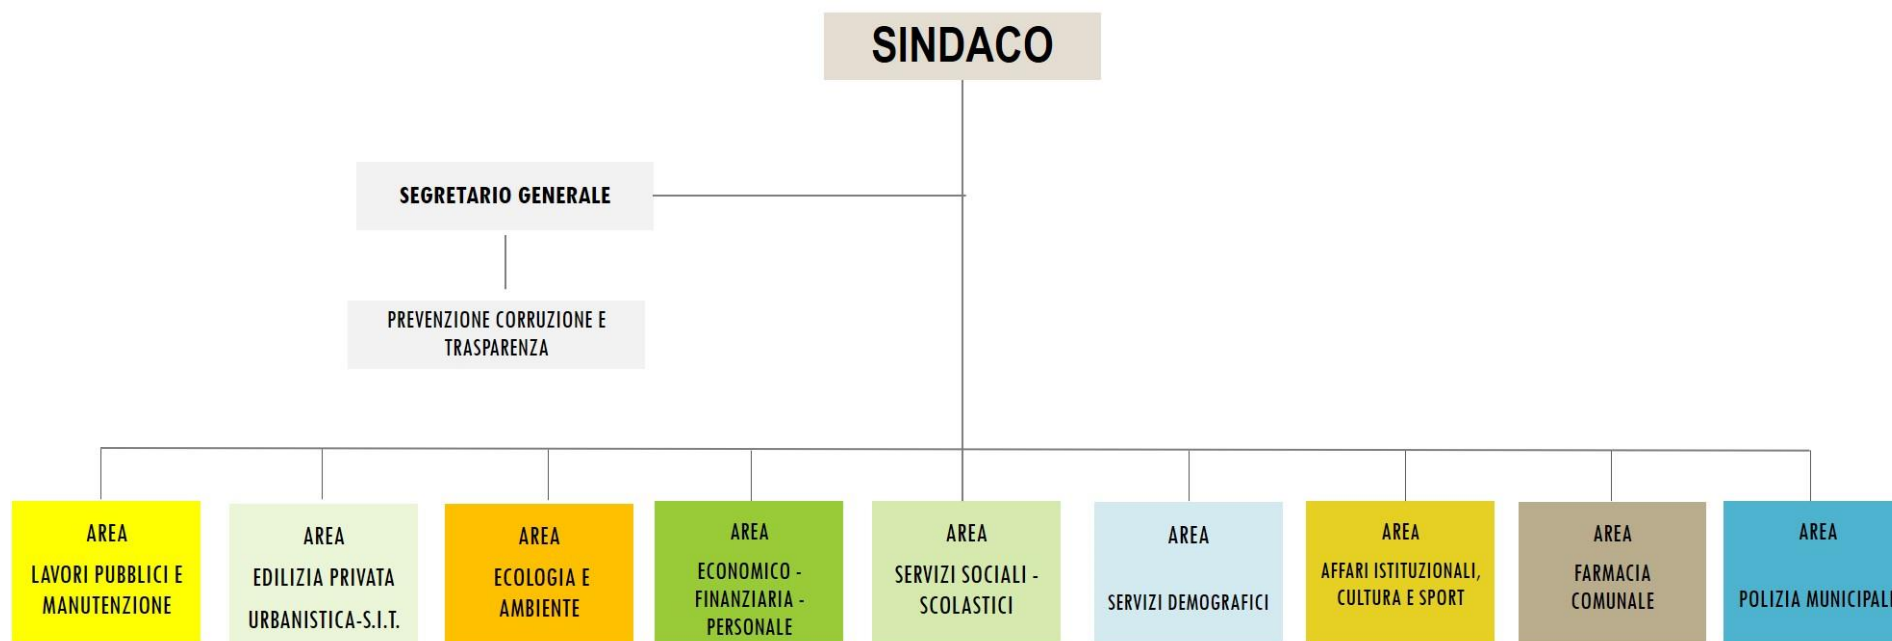 SINDACO
SEGRETARIO GENERALE
PREVENZIONE CORRUZIONE E
TRASPARENZA
AREA
LAVORI PUBBLICI E
MANUTENZIONE
AREA
EDILIZIA PRIVATA
URBANISTICA-S.I.T.
AREA
ECOLOGIA E
AMBIENTE
AREA
ECONOMICO -
FINANZIARIA -
PERSONALE
AREA
SERVIZI SOCIALI -
SCOLASTICI
AREA
SERVIZI DEMOGRAFICI
AREA
AFFARI ISTITUZIONALI,
CULTURA E SPORT
AREA
FARMACIA
COMUNALE
AREA
POLIZIA MUNICIPALE